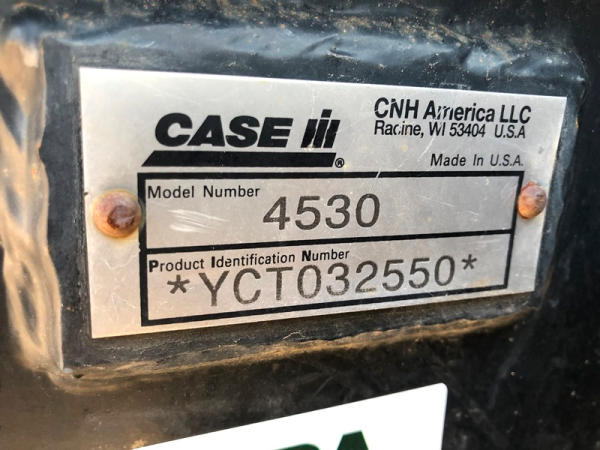 CASE IH®
CNH America LLC
Racine, WI 53404 U.S.A
Made In U.S.A.
Model Number
4530
Product Identification Number
*YCT032550*